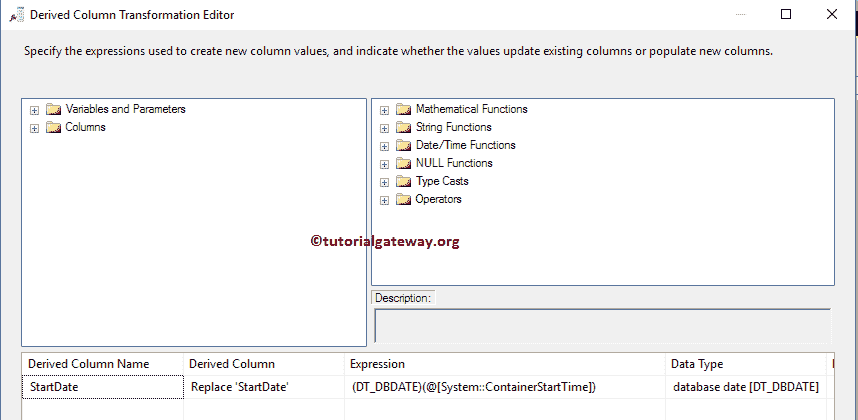 Derived Column Transformation Editor
Specify the expressions used to create new column values, and indicate whether the values update existing columns or populate new columns.
Variables and Parameters
Columns
Mathematical Functions
String Functions
Date/Time Functions
NULL Functions
Type Casts
Operators
©tutorialgateway.org
Description:
Derived Column Name Derived Column Expression Data Type
StartDate Replace 'StartDate' (DT_DBDATE)(@[System::ContainerStartTime]) database date [DT_DBDATE]